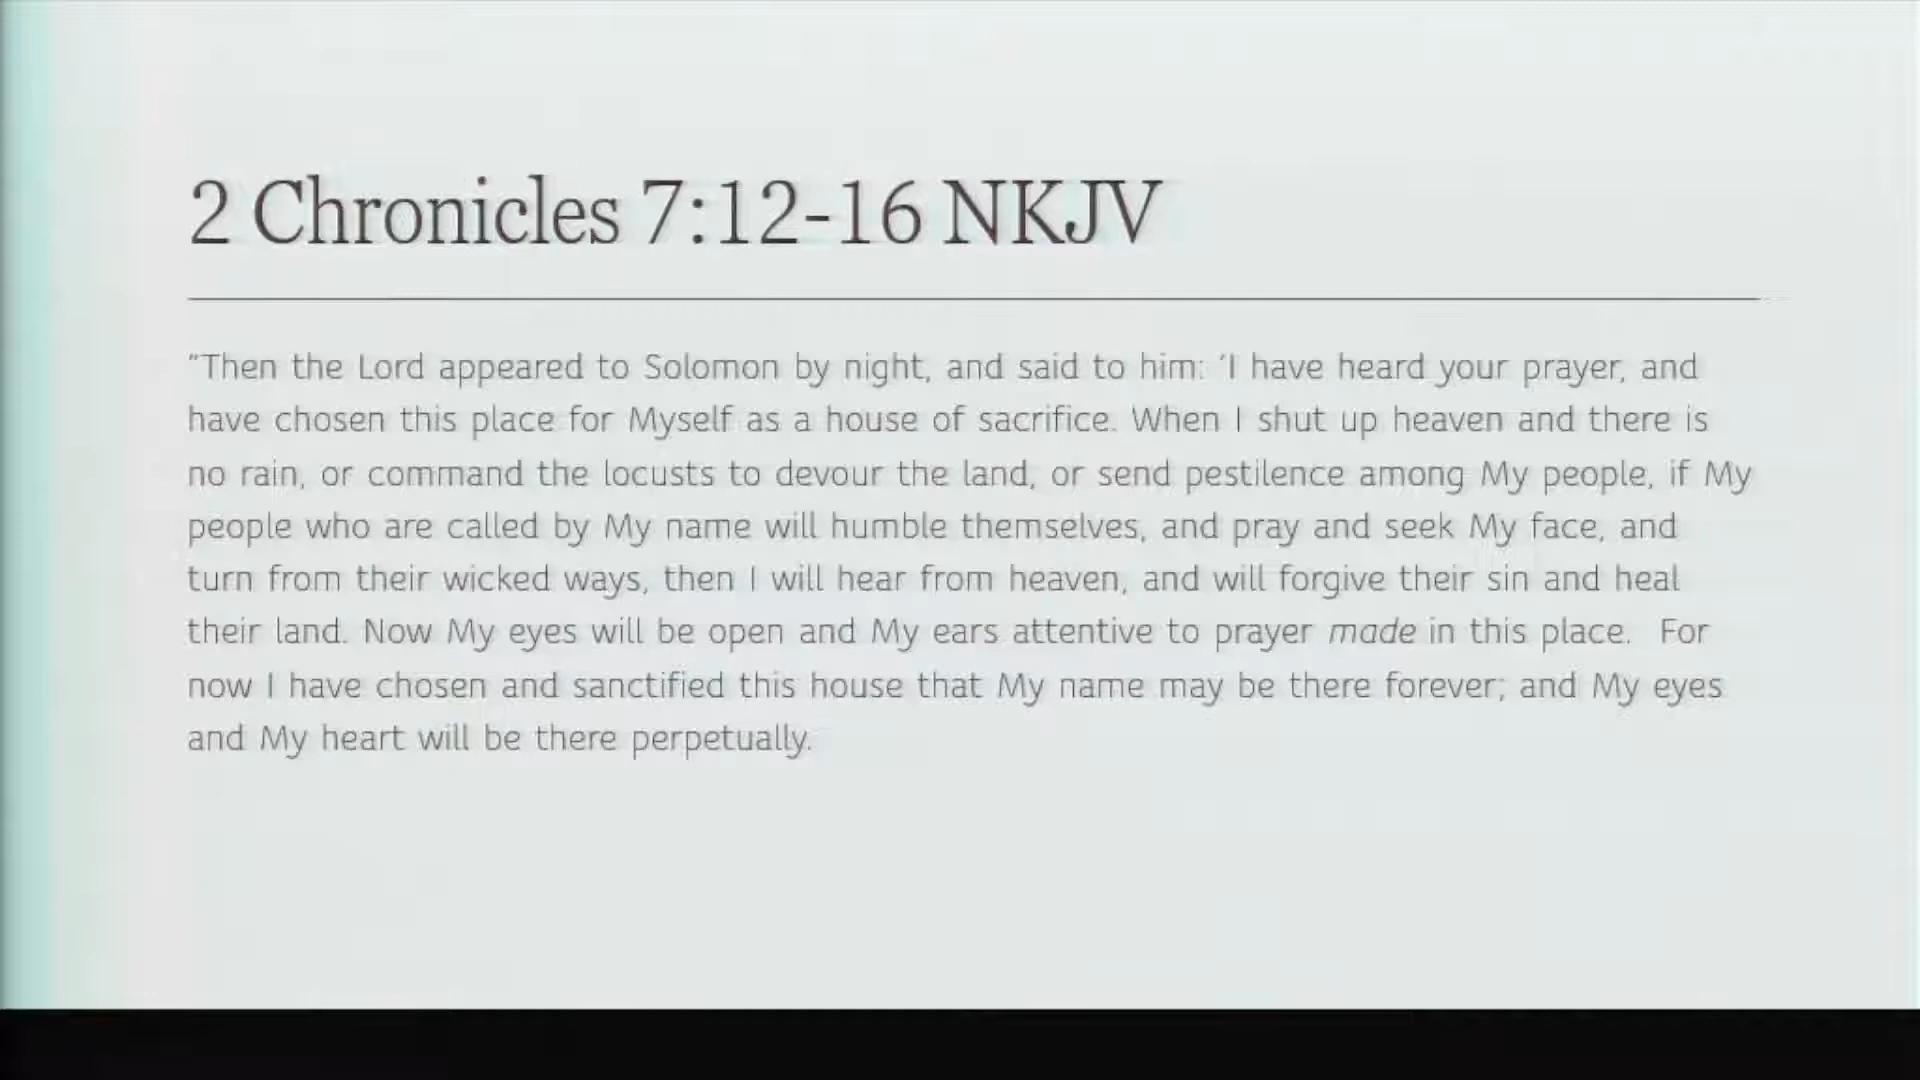 2 Chronicles 7:12-16 NKJV
"Then the Lord appeared to Solomon by night, and said to him: 'I have heard your prayer, and
have chosen this place for Myself as a house of sacrifice. When I shut up heaven and there is
no rain, or command the locusts to devour the land, or send pestilence among My people, if My
people who are called by My name will humble themselves, and pray and seek My face, and
turn from their wicked ways, then I will hear from heaven, and will forgive their sin and heal
their land. Now My eyes will be open and My ears attentive to prayer made in this place.  For
now I have chosen and sanctified this house that My name may be there forever; and My eyes
and My heart will be there perpetually.